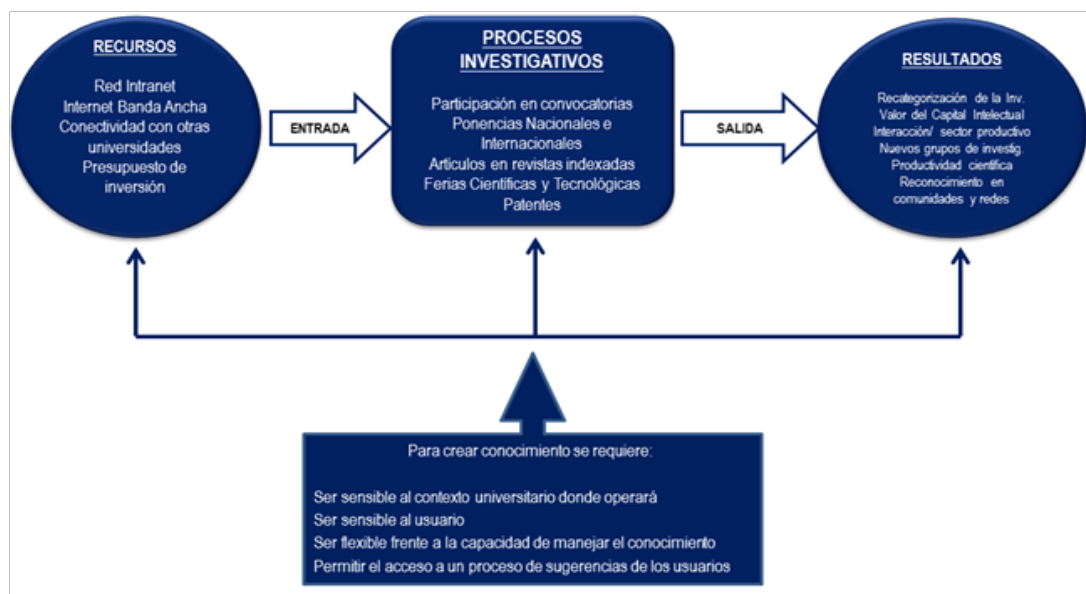 RECURSOS
Red Intranet
Internet Banda Ancha
Conectividad con otras
universidades
Presupuesto de
inversión
ENTRADA
PROCESOS
INVESTIGATIVOS
Participación en convocatorias
Ponencias Nacionales e
Internacionales
Articulos en revistas indexadas
Ferias Científicas y Tecnológicas
Patentes
SALIDA
RESULTADOS
Recategorización de la Inv.
Valor del Capital Intelectual
Interacción/ sector productivo
Nuevos grupos de investig.
Productividad científica
Reconocimiento en
comunidades y redes
Para crear conocimiento se requiere:
Ser sensible al contexto universitario donde operará
Ser sensible al usuario
Ser flexible frente a la capacidad de manejar el conocimiento
Permitir el acceso a un proceso de sugerencias de los usuarios